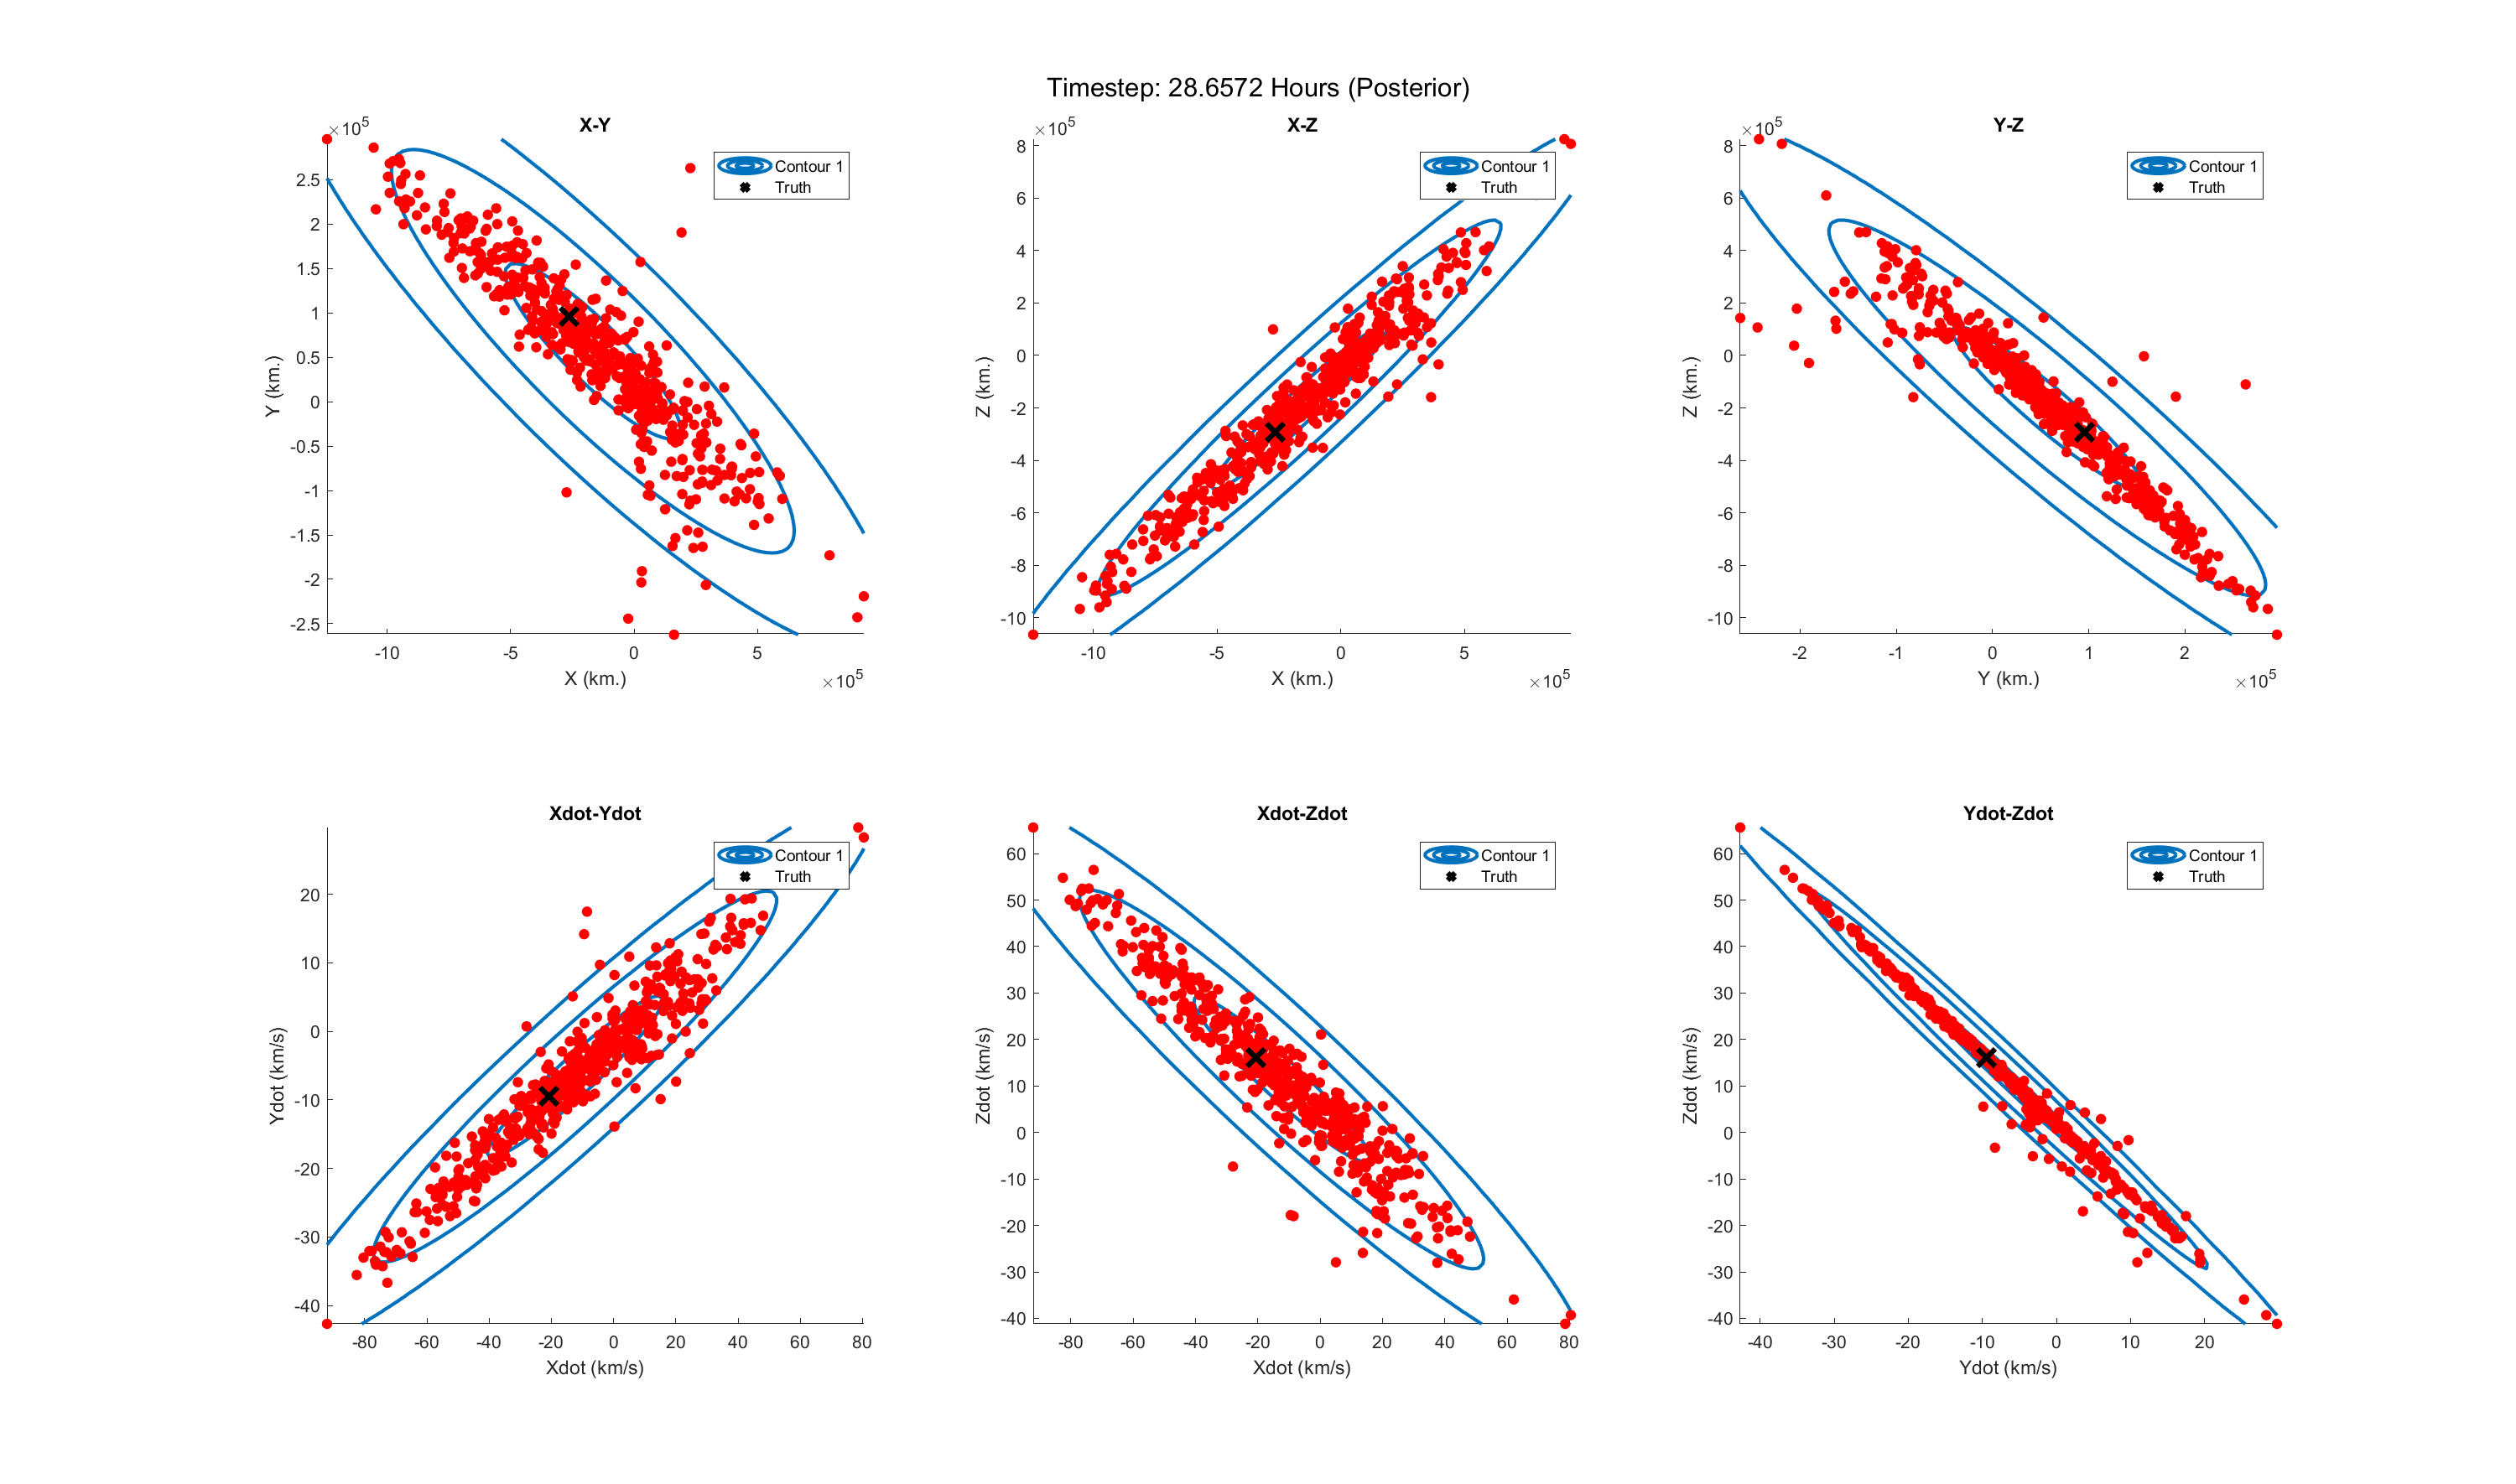 Timestep: 28.6572 Hours (Posterior)
X-Y
×10^5
Contour 1
Truth
2.5
2
1.5
1
0.5
0
-0.5
-1
-1.5
-2
-2.5
Y (km.)
-10 -5 0 5
X (km.)
×10^5
X-Z
×10^5
Contour 1
Truth
8
6
4
2
0
-2
-4
-6
-8
-10
Z (km.)
-10 -5 0 5
X (km.)
×10^5
Y-Z
×10^5
Contour 1
Truth
8
6
4
2
0
-2
-4
-6
-8
-10
Z (km.)
-2 -1 0 1 2
Y (km.)
×10^5
Xdot-Ydot
Contour 1
Truth
20
10
0
-10
-20
-30
-40
Ydot (km/s)
-80 -60 -40 -20 0 20 40 60 80
Xdot (km/s)
Xdot-Zdot
Contour 1
Truth
60
50
40
30
20
10
0
-10
-20
-30
-40
Zdot (km/s)
-80 -60 -40 -20 0 20 40 60 80
Xdot (km/s)
Ydot-Zdot
Contour 1
Truth
60
50
40
30
20
10
0
-10
-20
-30
-40
Zdot (km/s)
-40 -30 -20 -10 0 10 20
Ydot (km/s)